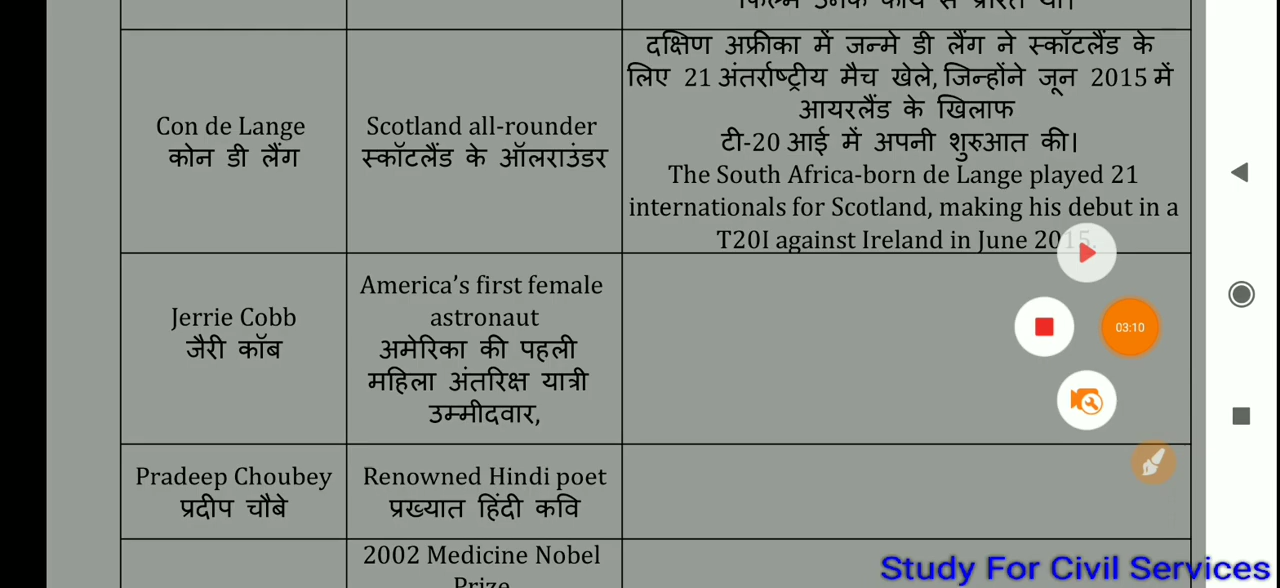 फिल्म उनके कार्य से प्रेरित थी।
Con de Lange
कोन डी लैंग
Scotland all-rounder
स्कॉटलैंड के ऑलराउंडर
दक्षिण अफ्रीका में जन्मे डी लैंग ने स्कॉटलैंड के
लिए 21 अंतर्राष्ट्रीय मैच खेले, जिन्होंने जून 2015 में
आयरलैंड के खिलाफ
टी-20 आई में अपनी शुरुआत की।
The South Africa-born de Lange played 21
internationals for Scotland, making his debut in a
T20I against Ireland in June 2015.
Jerrie Cobb
जैरी कॉब
America’s first female
astronaut
अमेरिका की पहली
महिला अंतरिक्ष यात्री
उम्मीदवार,
03:10
Pradeep Choubey
प्रदीप चौबे
Renowned Hindi poet
प्रख्यात हिंदी कवि
2002 Medicine Nobel
Prize
Study For Civil Services